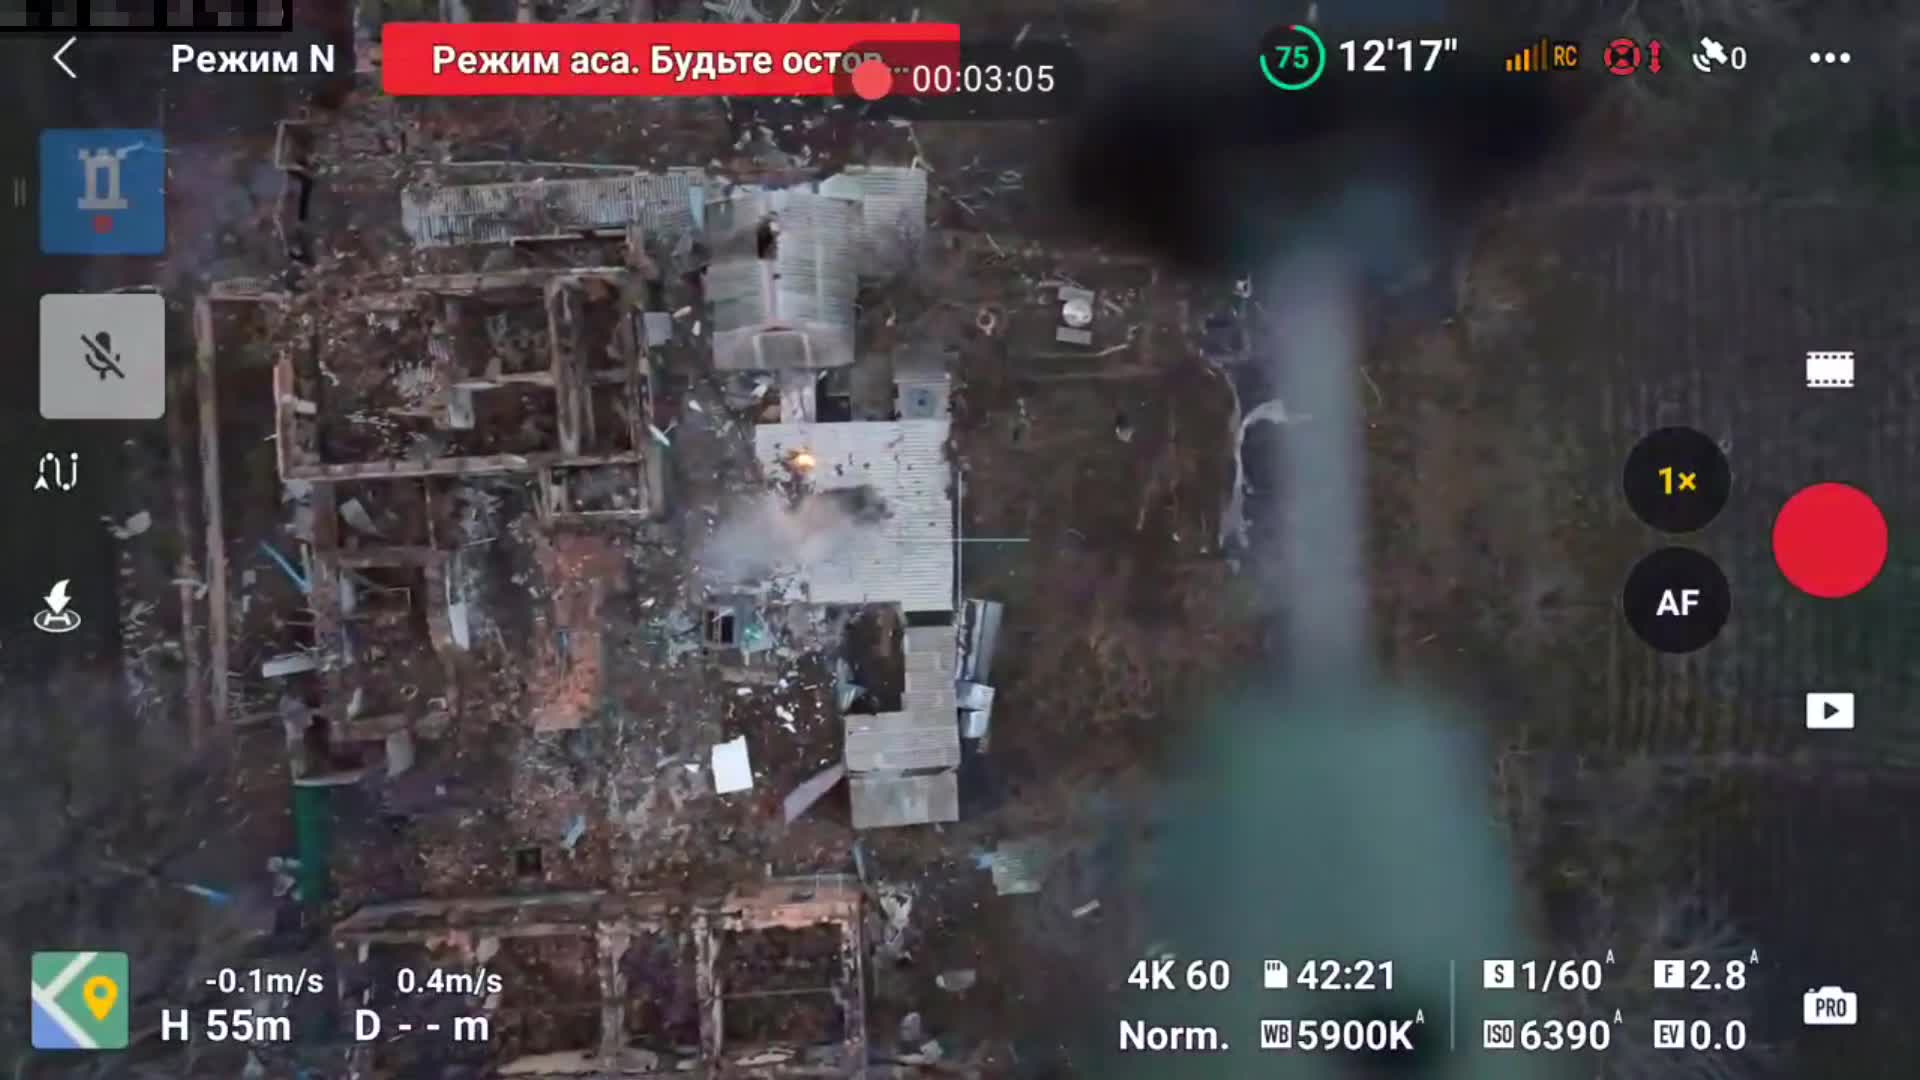 Режим N
Режим аса. Будьте остор...
00:03:05
75
12'17"
RC
0
1×
AF
-0.1m/s
0.4m/s
H 55m
D - - m
4K 60
42:21
S 1/60 A
F 2.8 A
Norm.
WB 5900K A
ISO 6390 A
EV 0.0
PRO